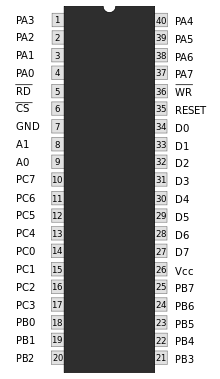 PA3 1 40 PA4
PA2 2 39 PA5
PA1 3 38 PA6
PA0 4 37 PA7
RD 5 36 WR
CS 6 35 RESET
GND 7 34 D0
A1 8 33 D1
A0 9 32 D2
PC7 10 31 D3
PC6 11 30 D4
PC5 12 29 D5
PC4 13 28 D6
PC0 14 27 D7
PC1 15 26 Vcc
PC2 16 25 PB7
PC3 17 24 PB6
PB0 18 23 PB5
PB1 19 22 PB4
PB2 20 21 PB3